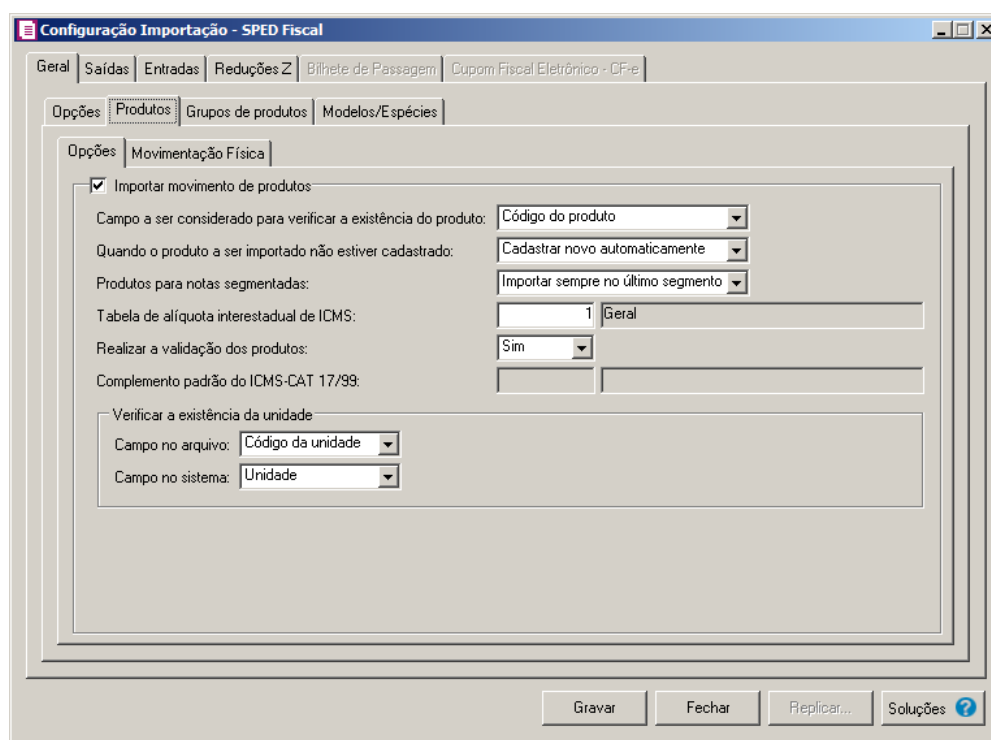 Configuração Importação - SPED Fiscal
Geral Saídas Entradas Reduções Z Bilhete de Passagem Cupom Fiscal Eletrônico - CF-e
Opções Produtos Grupos de produtos Modelos/Espécies
Opções Movimentação Física
Importar movimento de produtos
Campo a ser considerado para verificar a existência do produto: Código do produto
Quando o produto a ser importado não estiver cadastrado: Cadastrar novo automaticamente
Produtos para notas segmentadas: Importar sempre no último segmento
Tabela de alíquota interestadual de ICMS: 1 Geral
Realizar a validação dos produtos: Sim
Complemento padrão do ICMS-CAT 17/99:
Verificar a existência da unidade
Campo no arquivo: Código da unidade
Campo no sistema: Unidade
Gravar Fechar Replicar... Soluções ?